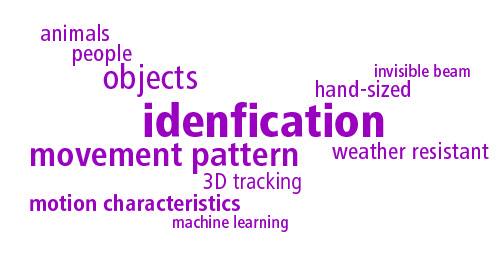 animals
people
invisible beam
objects
hand-sized
idenfication
movement pattern
weather resistant
3D tracking
motion characteristics
machine learning